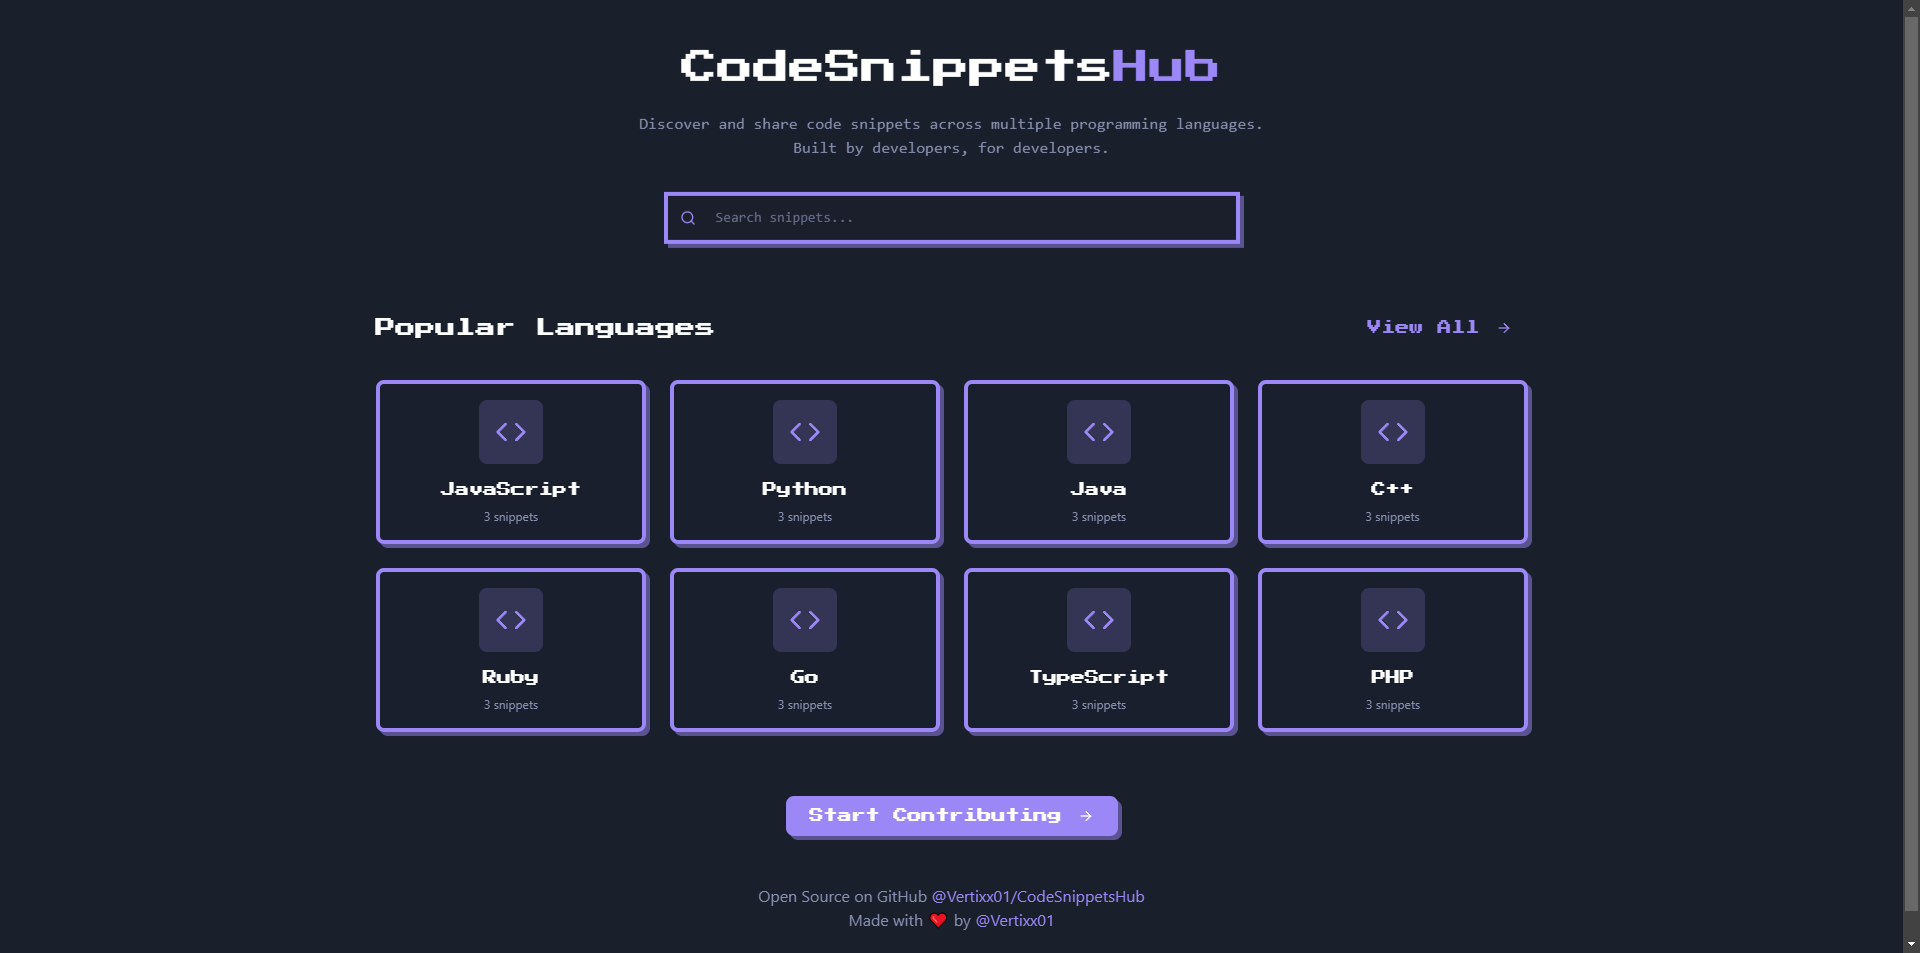 CodeSnippetsHub
Discover and share code snippets across multiple programming languages.
Built by developers, for developers.
Search snippets...
Popular Languages
View All →
JavaScript
3 snippets
Python
3 snippets
Java
3 snippets
C++
3 snippets
Ruby
3 snippets
Go
3 snippets
TypeScript
3 snippets
PHP
3 snippets
Start Contributing →
Open Source on GitHub @Vertixx01/CodeSnippetsHub
Made with ❤️ by @Vertixx01